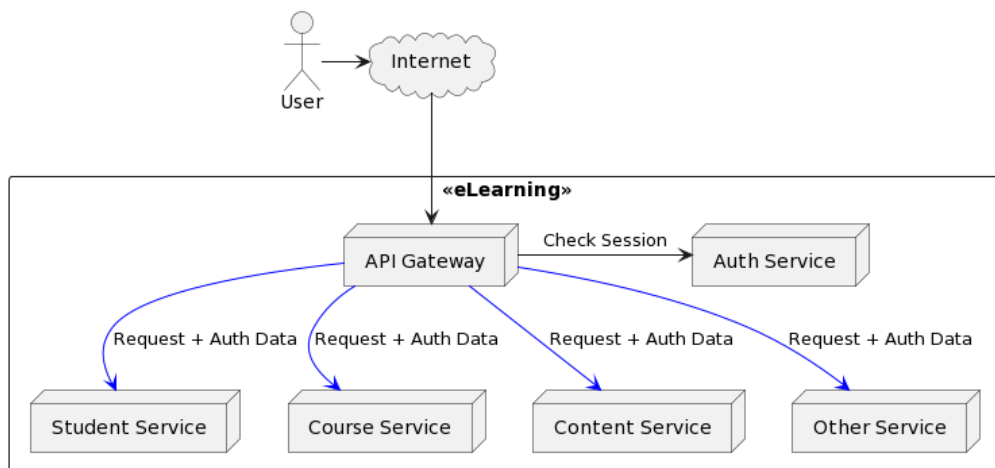 Internet
User
«eLearning»
API Gateway
Check Session
Auth Service
Request + Auth Data
Request + Auth Data
Request + Auth Data
Request + Auth Data
Student Service
Course Service
Content Service
Other Service